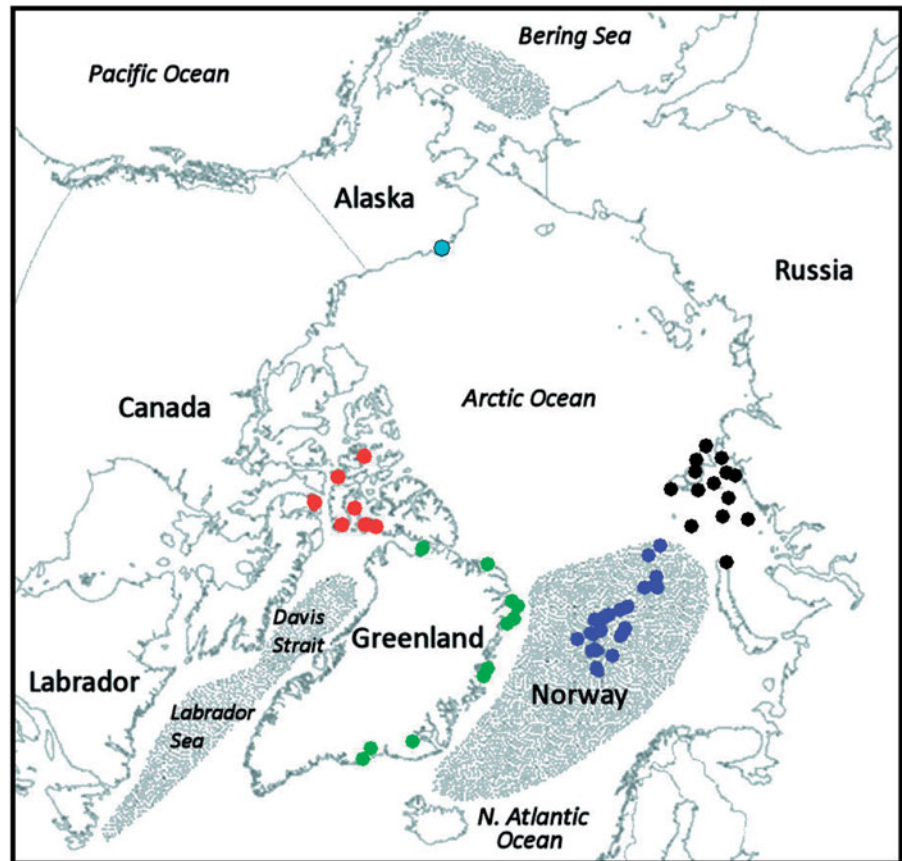 Bering Sea
Pacific Ocean
Alaska
Russia
Canada
Arctic Ocean
Davis
Strait
Greenland
Labrador
Norway
Labrador
Sea
N. Atlantic
Ocean